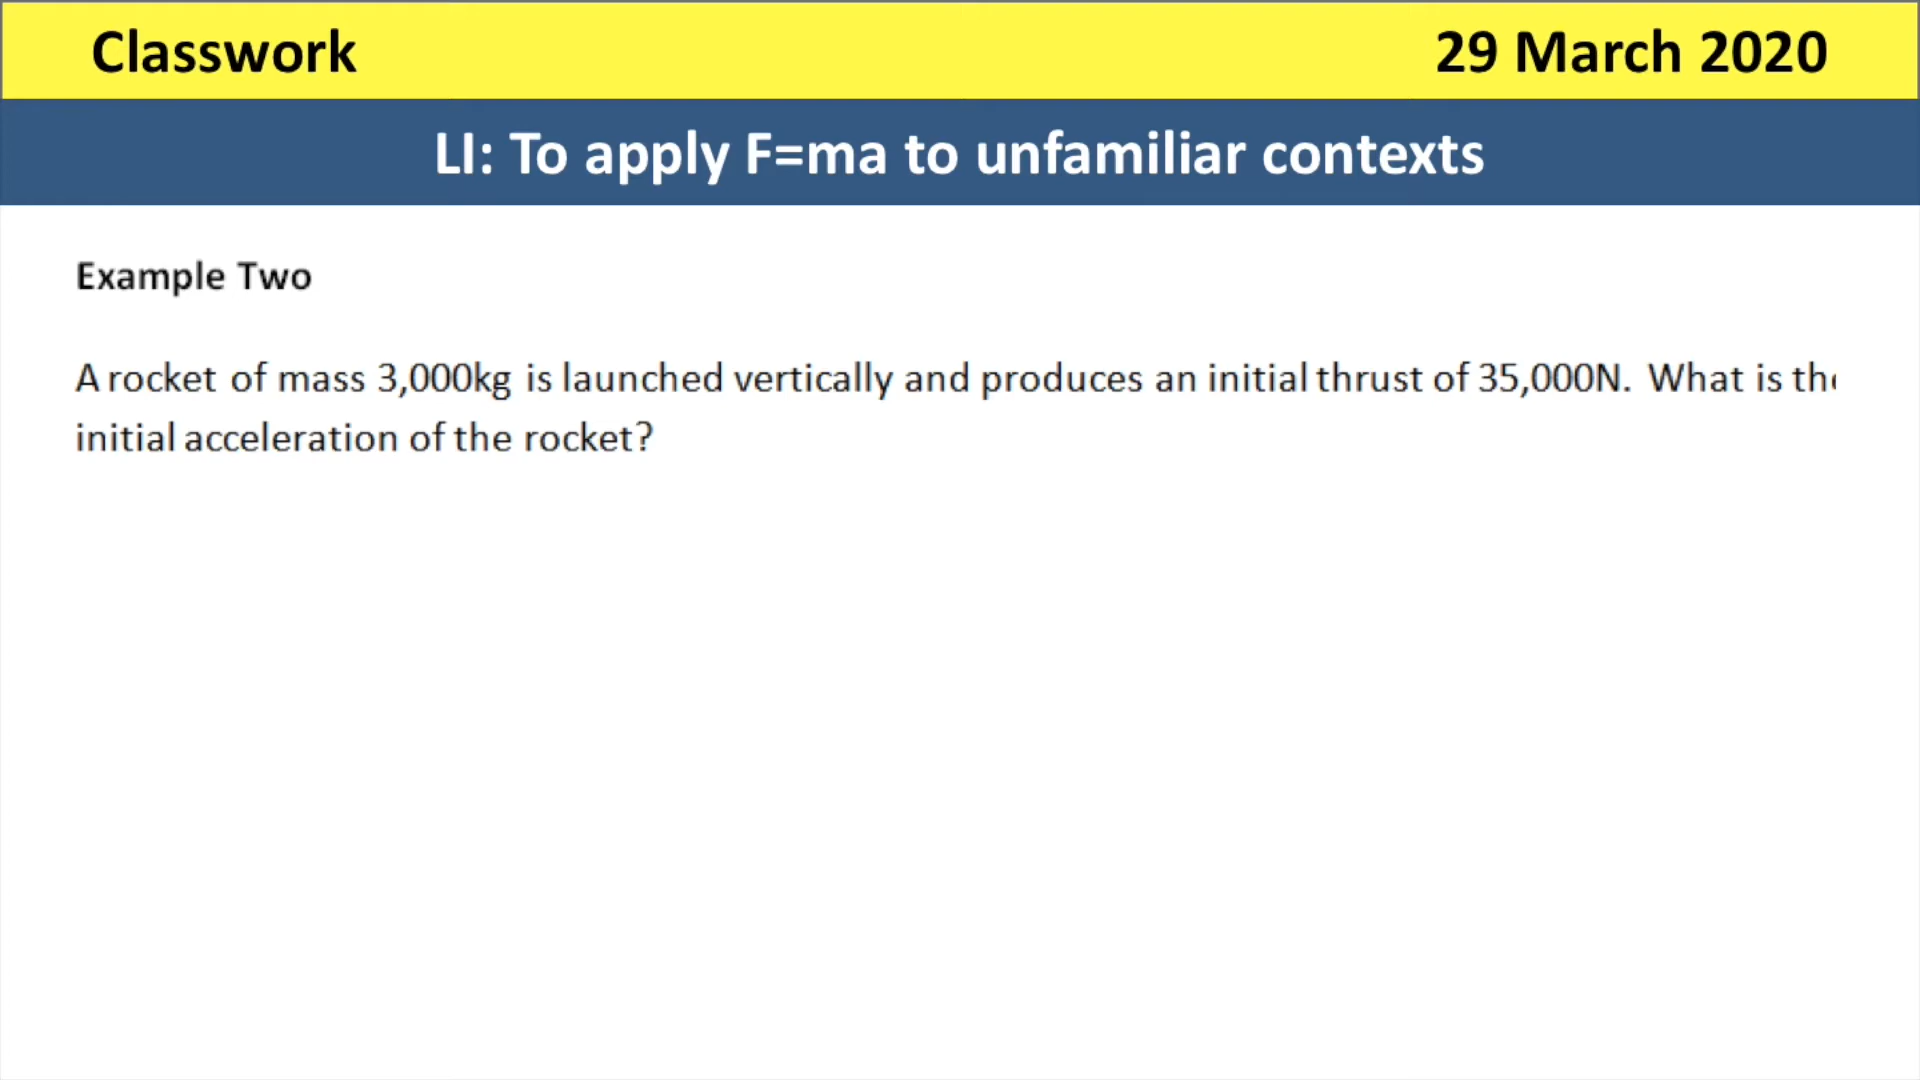 Classwork
29 March 2020
LI: To apply F=ma to unfamiliar contexts
Example Two
A rocket of mass 3,000kg is launched vertically and produces an initial thrust of 35,000N. What is the
initial acceleration of the rocket?